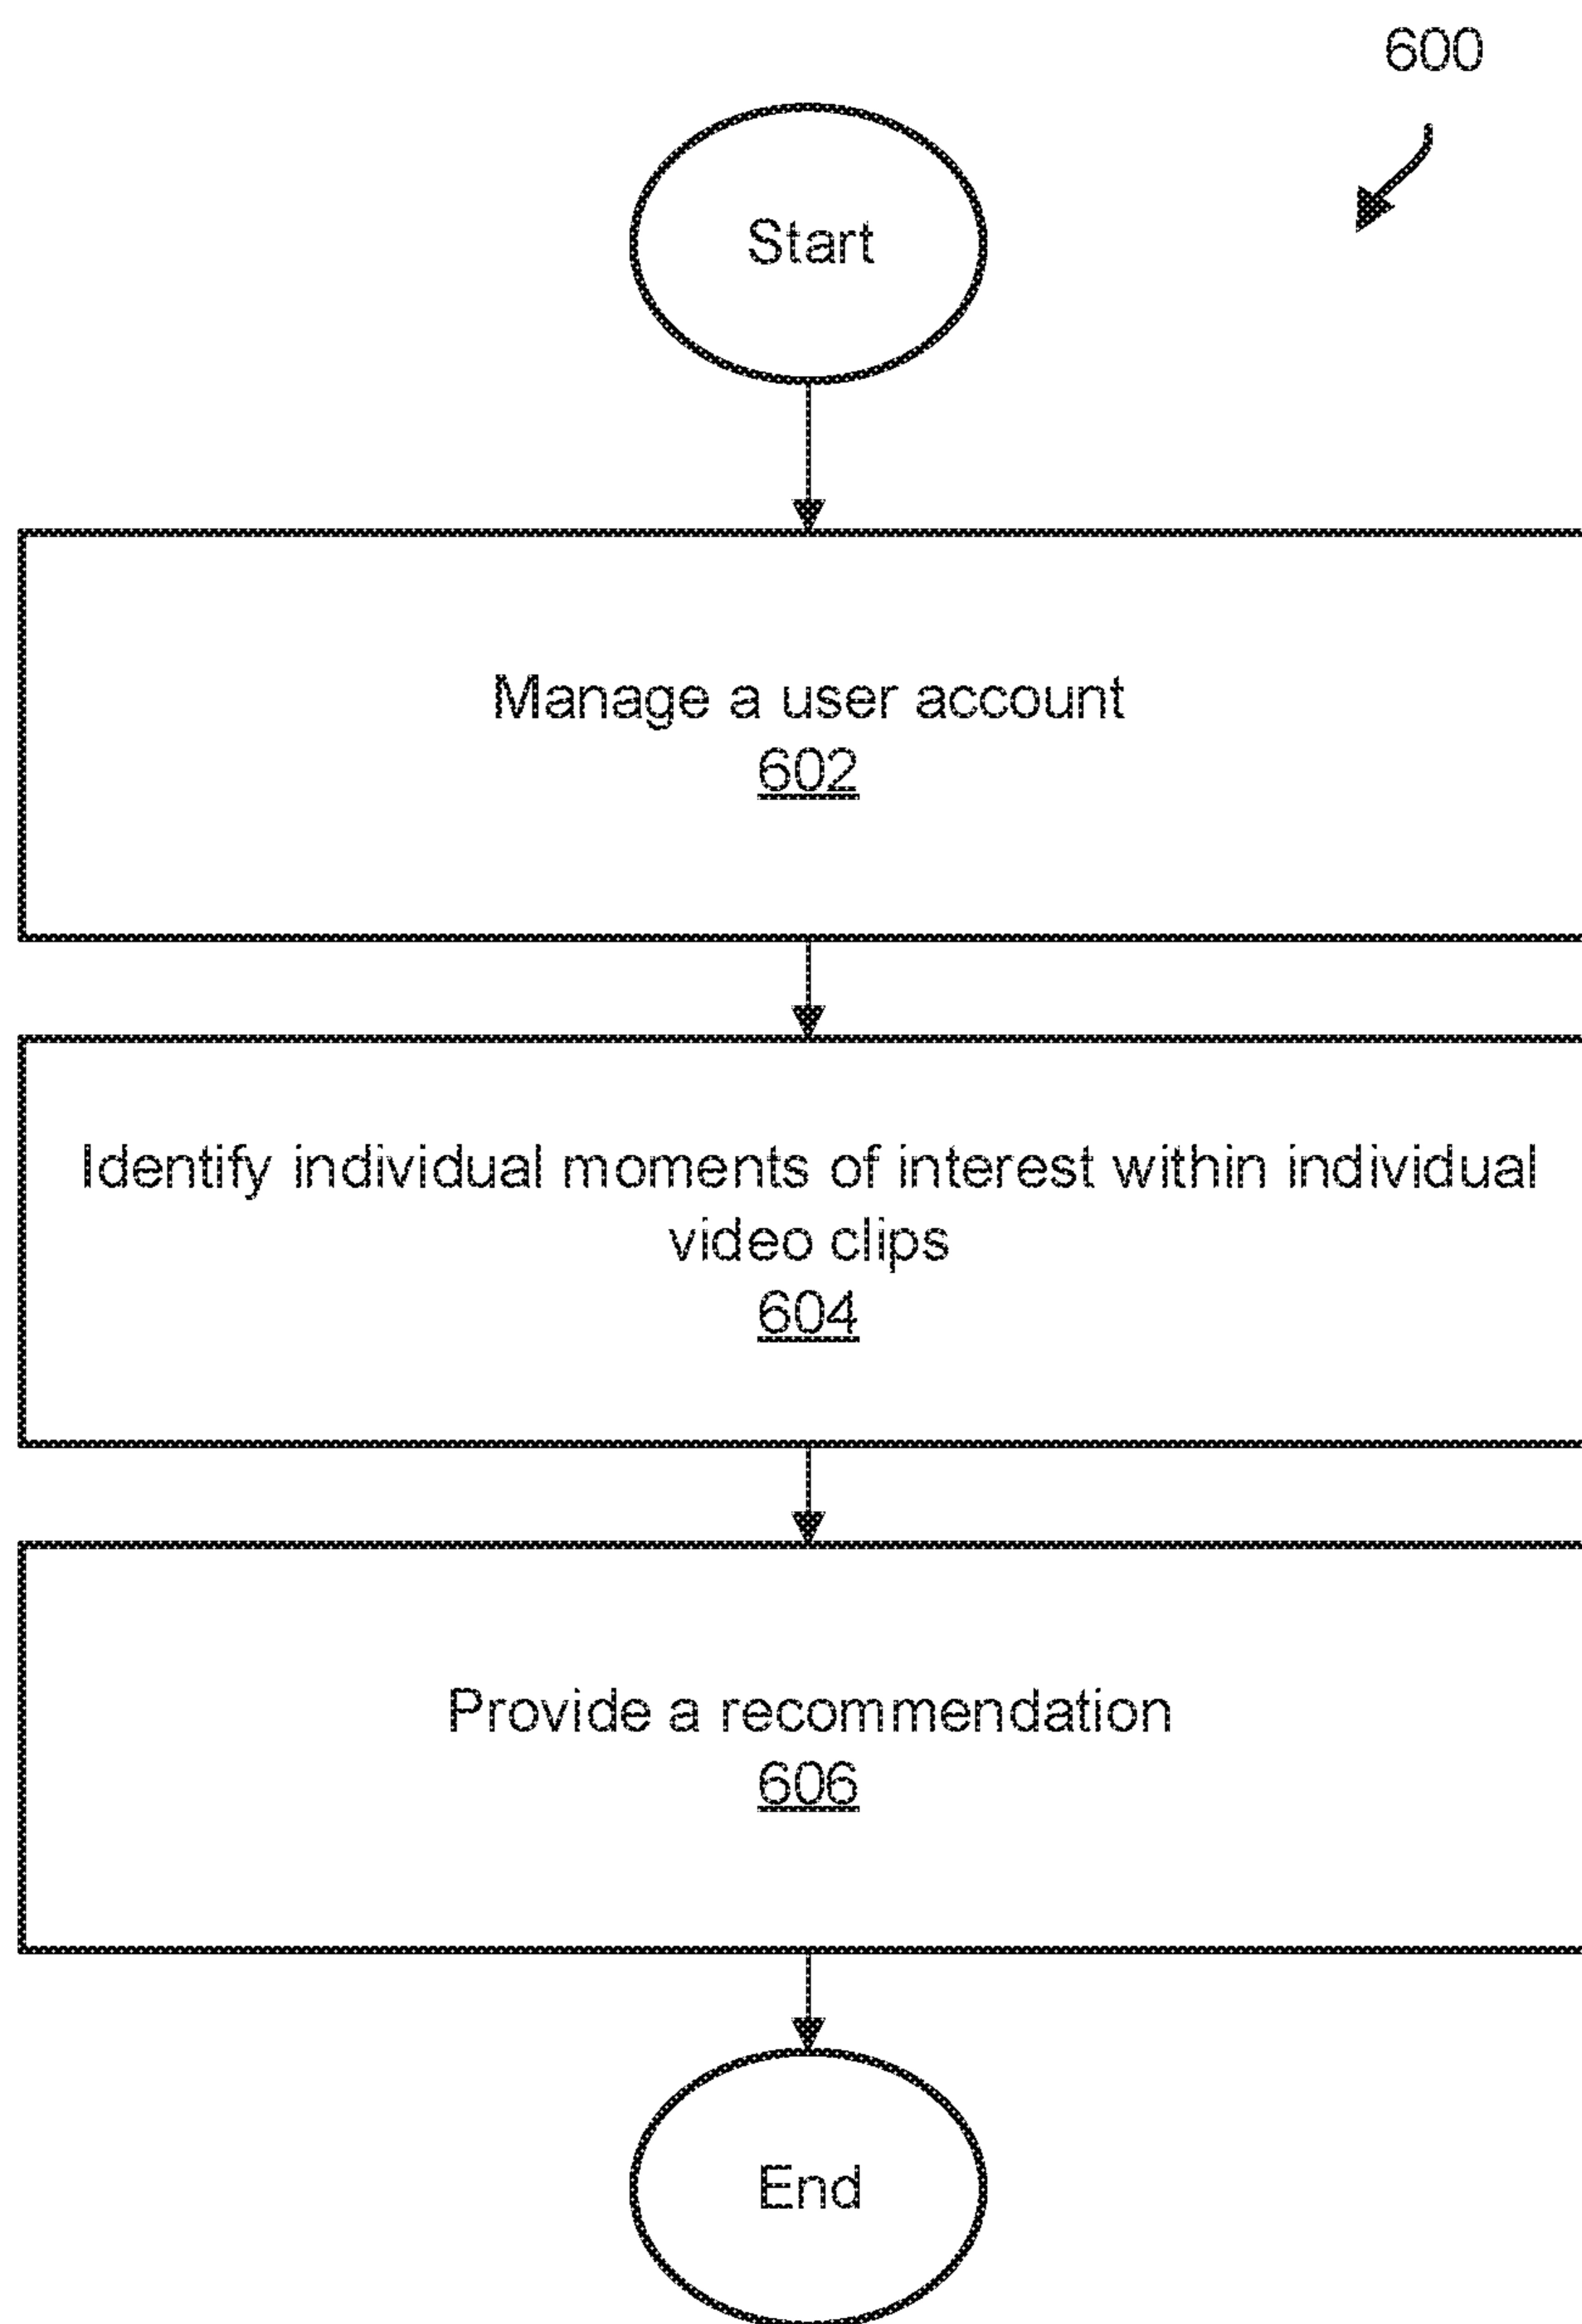 600
Start
Manage a user account
602
Identify individual moments of interest within individual
video clips
604
Provide a recommendation
606
End